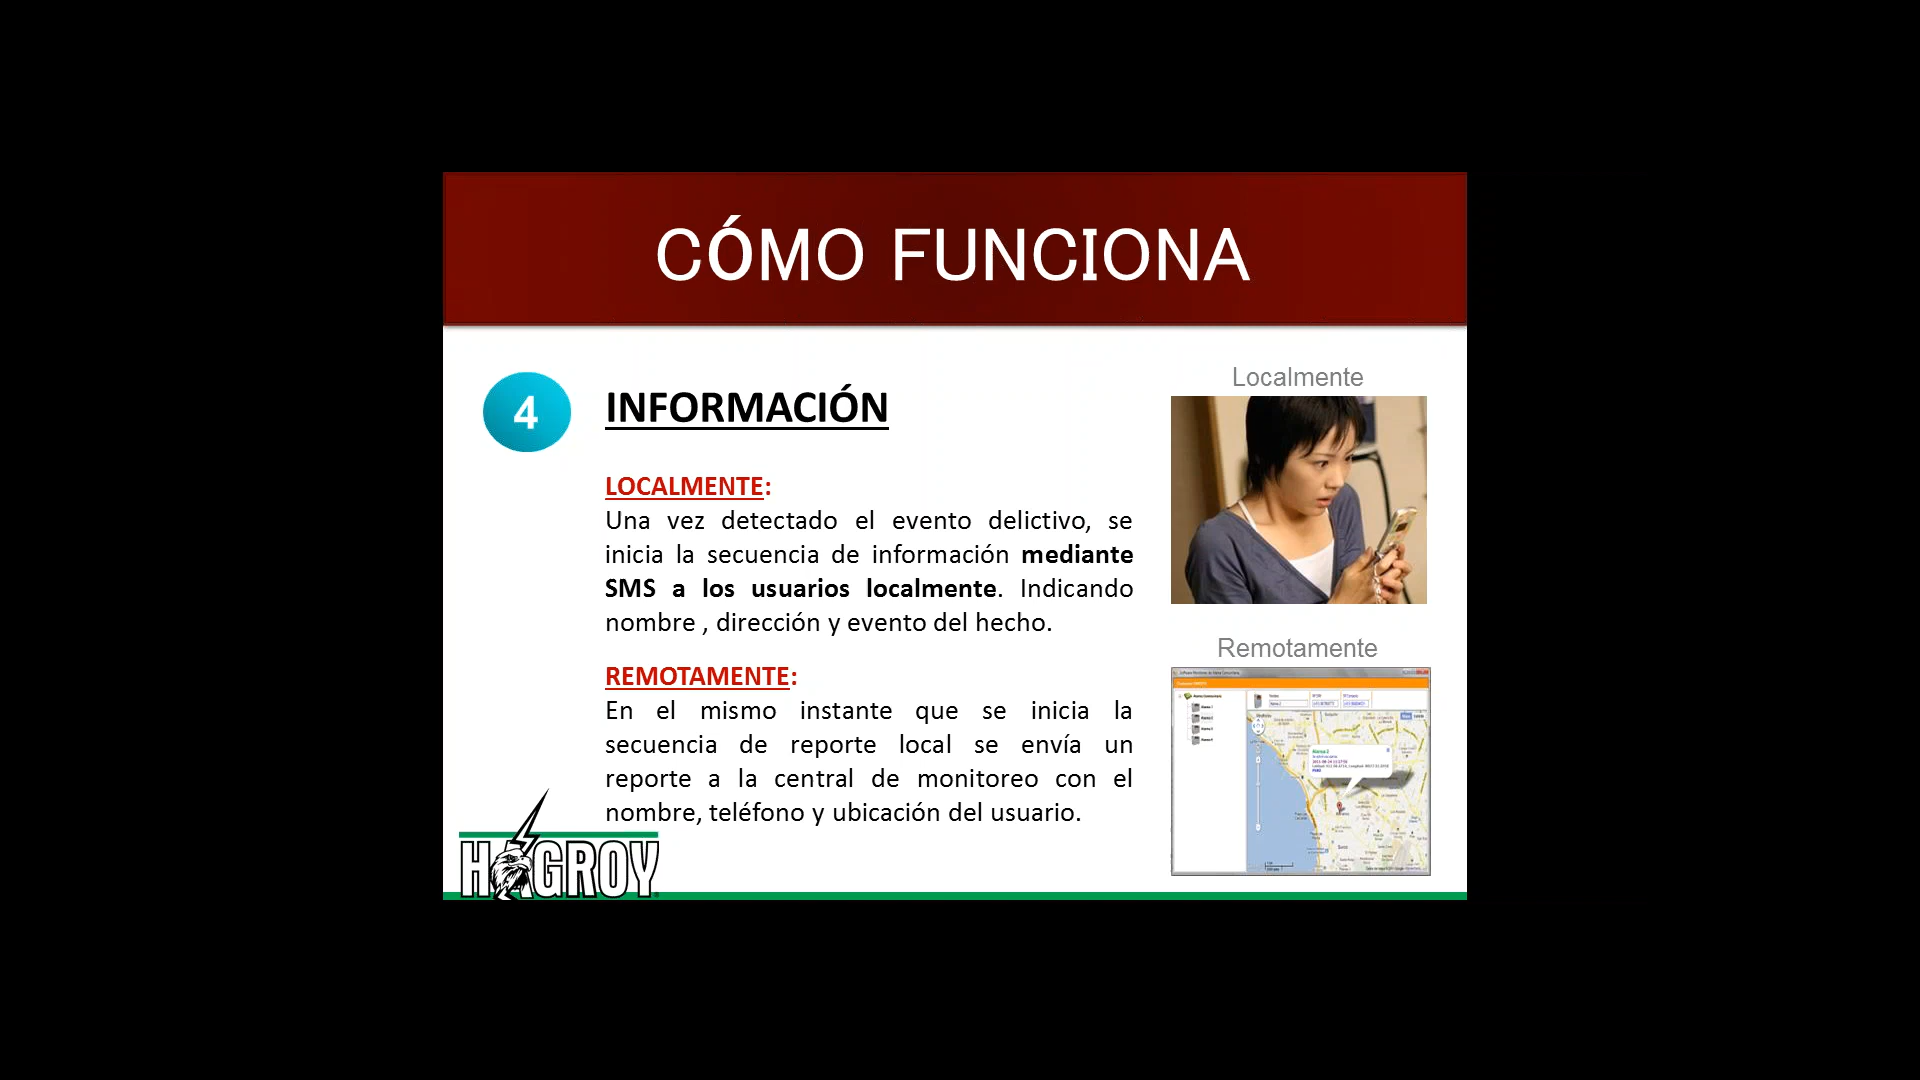 CÓMO FUNCIONA
4
INFORMACIÓN
LOCALMENTE:
Una vez detectado el evento delictivo, se
inicia la secuencia de información mediante
SMS a los usuarios localmente. Indicando
nombre , dirección y evento del hecho.
REMOTAMENTE:
En el mismo instante que se inicia la
secuencia de reporte local se envía un
reporte a la central de monitoreo con el
nombre, teléfono y ubicación del usuario.
Localmente
Remotamente
Alarma 2
HAGROY